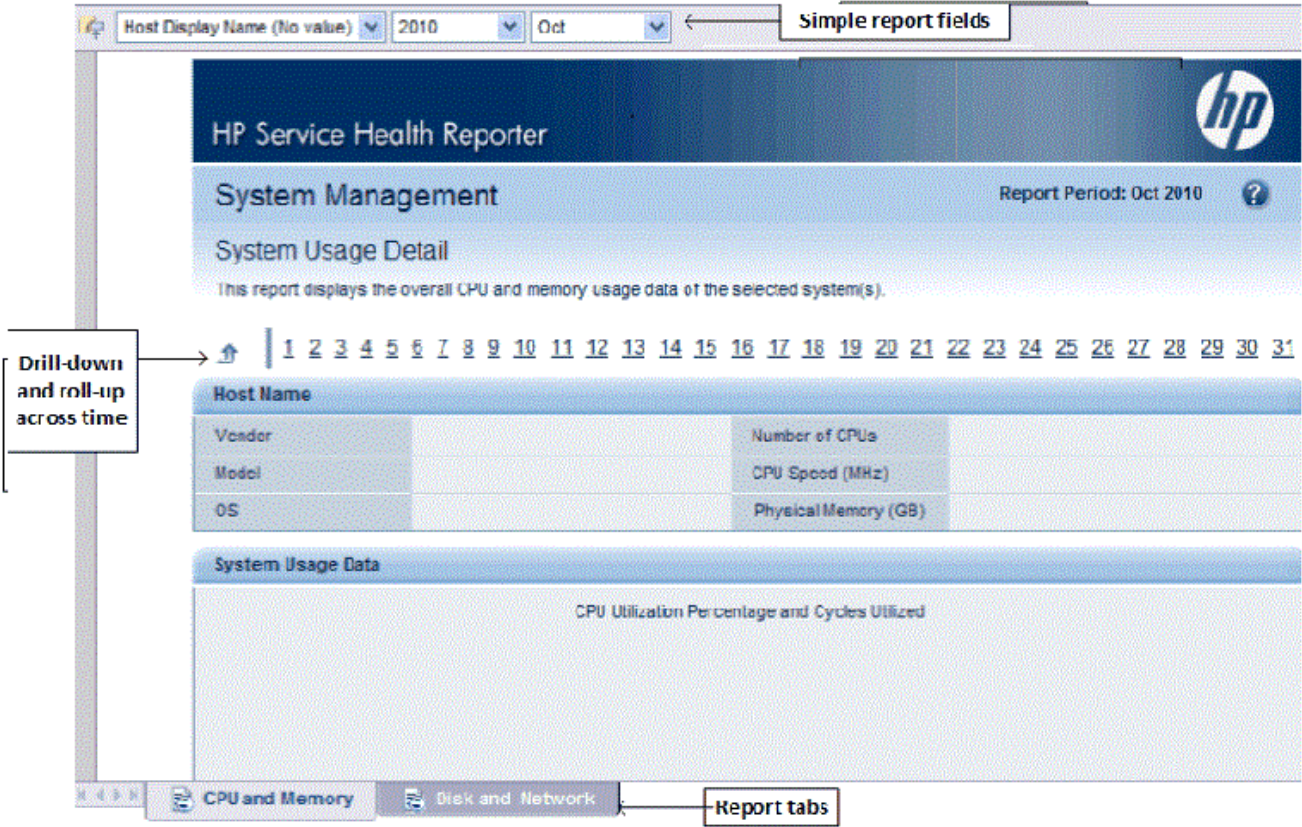 Host Display Name (No value) 2010 Oct Simple report fields
hp
HP Service Health Reporter
System Management Report Period: Oct 2010 ?
System Usage Detail
This report displays the overall CPU and memory usage data of the selected system(s).
Drill-down
and roll-up
across time
1 2 3 4 5 6 7 8 9 10 11 12 13 14 15 16 17 18 19 20 21 22 23 24 25 26 27 28 29 30 31
Host Name
Vendor Number of CPUs
Model CPU Speed (MHz)
OS Physical Memory (GB)
System Usage Data
CPU Utilization Percentage and Cycles Utilized
CPU and Memory Disk and Network Report tabs